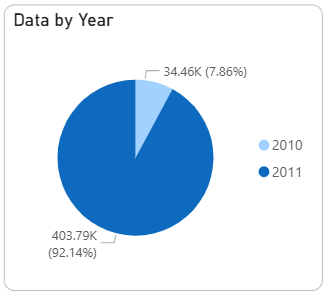 Data by Year
34.46K (7.86%)
2010
2011
403.79K
(92.14%)